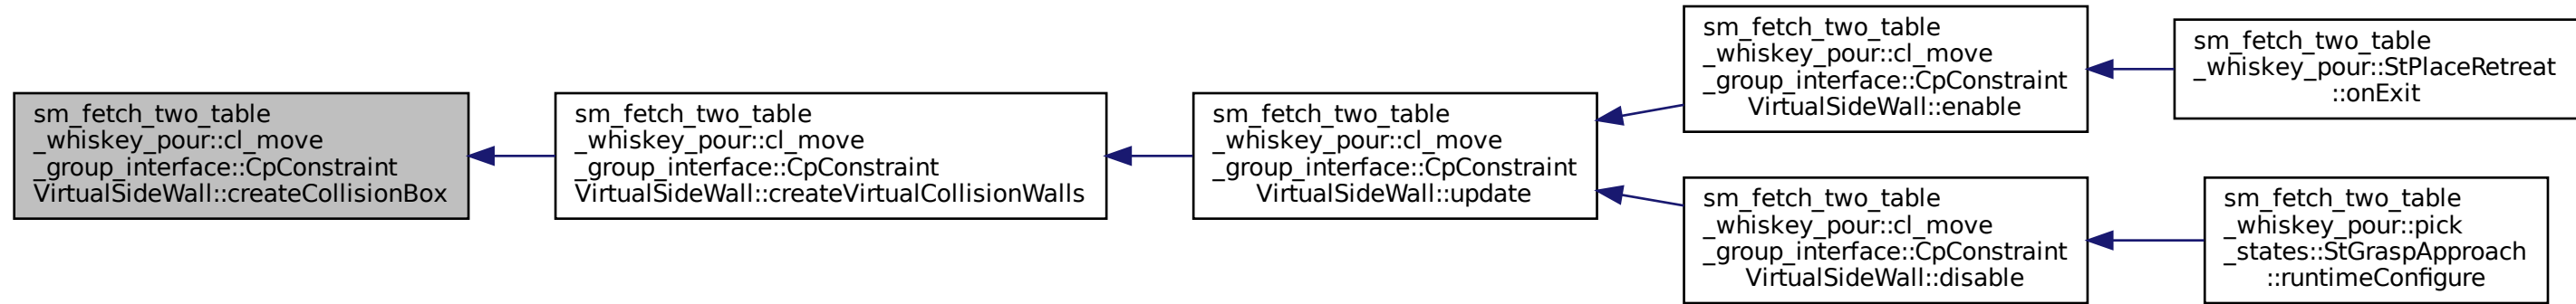 sm_fetch_two_table
_whiskey_pour::cl_move
_group_interface::CpConstraint
VirtualSideWall::createCollisionBox
sm_fetch_two_table
_whiskey_pour::cl_move
_group_interface::CpConstraint
VirtualSideWall::createVirtualCollisionWalls
sm_fetch_two_table
_whiskey_pour::cl_move
_group_interface::CpConstraint
VirtualSideWall::update
sm_fetch_two_table
_whiskey_pour::cl_move
_group_interface::CpConstraint
VirtualSideWall::enable
sm_fetch_two_table
_whiskey_pour::StPlaceRetreat
::onExit
sm_fetch_two_table
_whiskey_pour::cl_move
_group_interface::CpConstraint
VirtualSideWall::disable
sm_fetch_two_table
_whiskey_pour::pick
_states::StGraspApproach
::runtimeConfigure